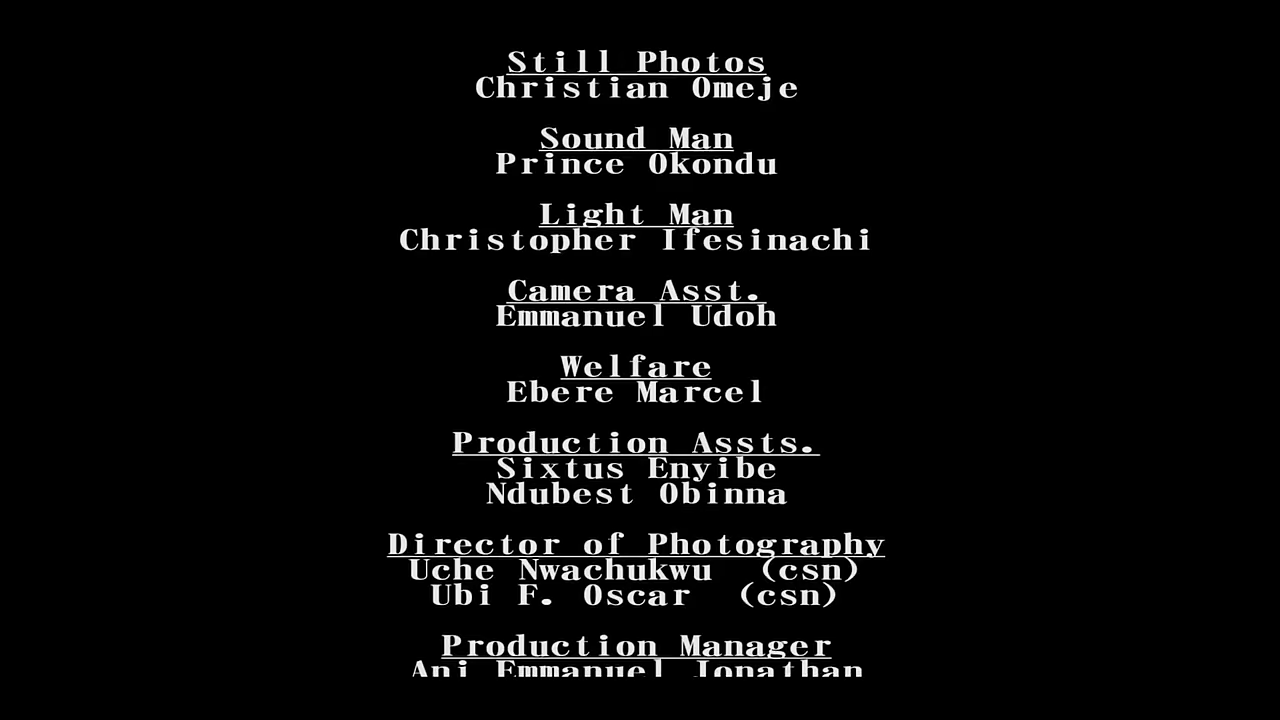 Still Photos
Christian Omeje
Sound Man
Prince Okondu
Light Man
Christopher Ifesinachi
Camera Asst.
Emmanuel Udoh
Welfare
Ebere Marcel
Production Assts.
Sixtus Enyibe
Ndubest Obinna
Director of Photography
Uche Nwachukwu (csn)
Ubi F. Oscar (csn)
Production Manager
Ani Emmanuel Jonathan